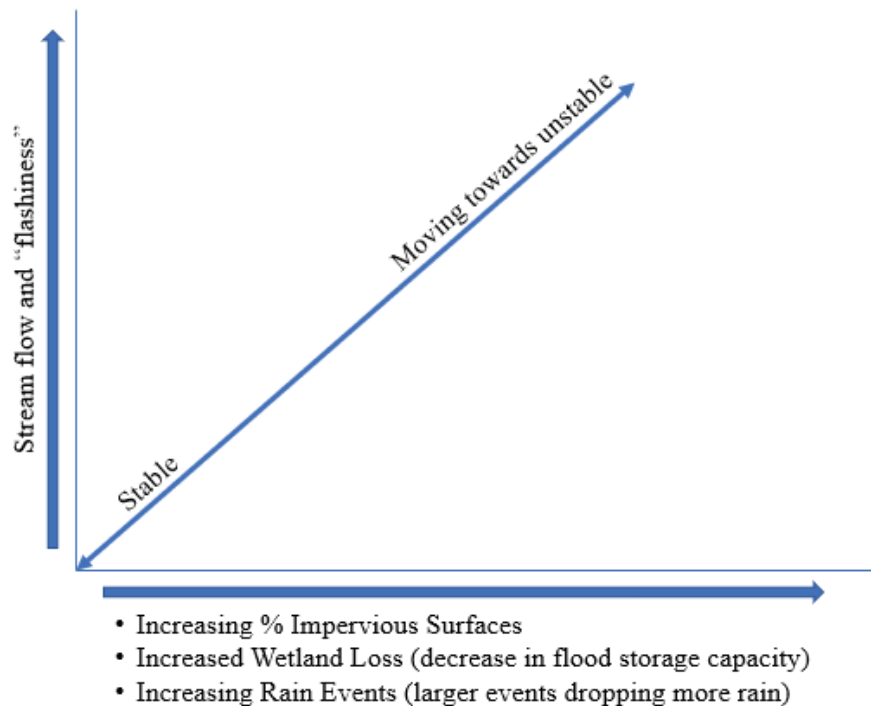 Stream flow and “flashiness”
Moving towards unstable
Stable
• Increasing % Impervious Surfaces
• Increased Wetland Loss (decrease in flood storage capacity)
• Increasing Rain Events (larger events dropping more rain)